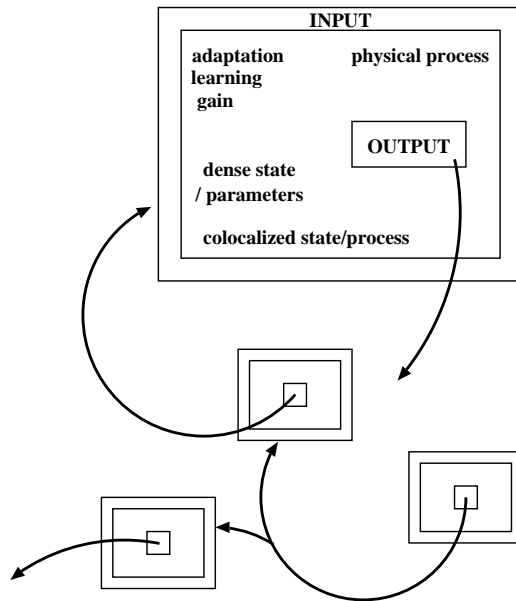 INPUT
adaptation
learning
gain
physical process
OUTPUT
dense state
/ parameters
colocalized state/process